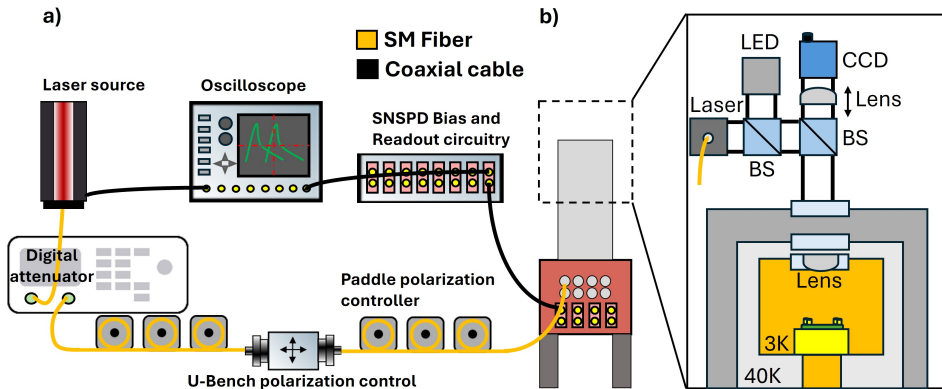 a)
SM Fiber
Coaxial cable
Laser source
Oscilloscope
SNSPD Bias and
Readout circuitry
Digital
attenuator
Paddle polarization
controller
U-Bench polarization control
b)
LED
CCD
Lens
Laser
BS
BS
Lens
3K
40K